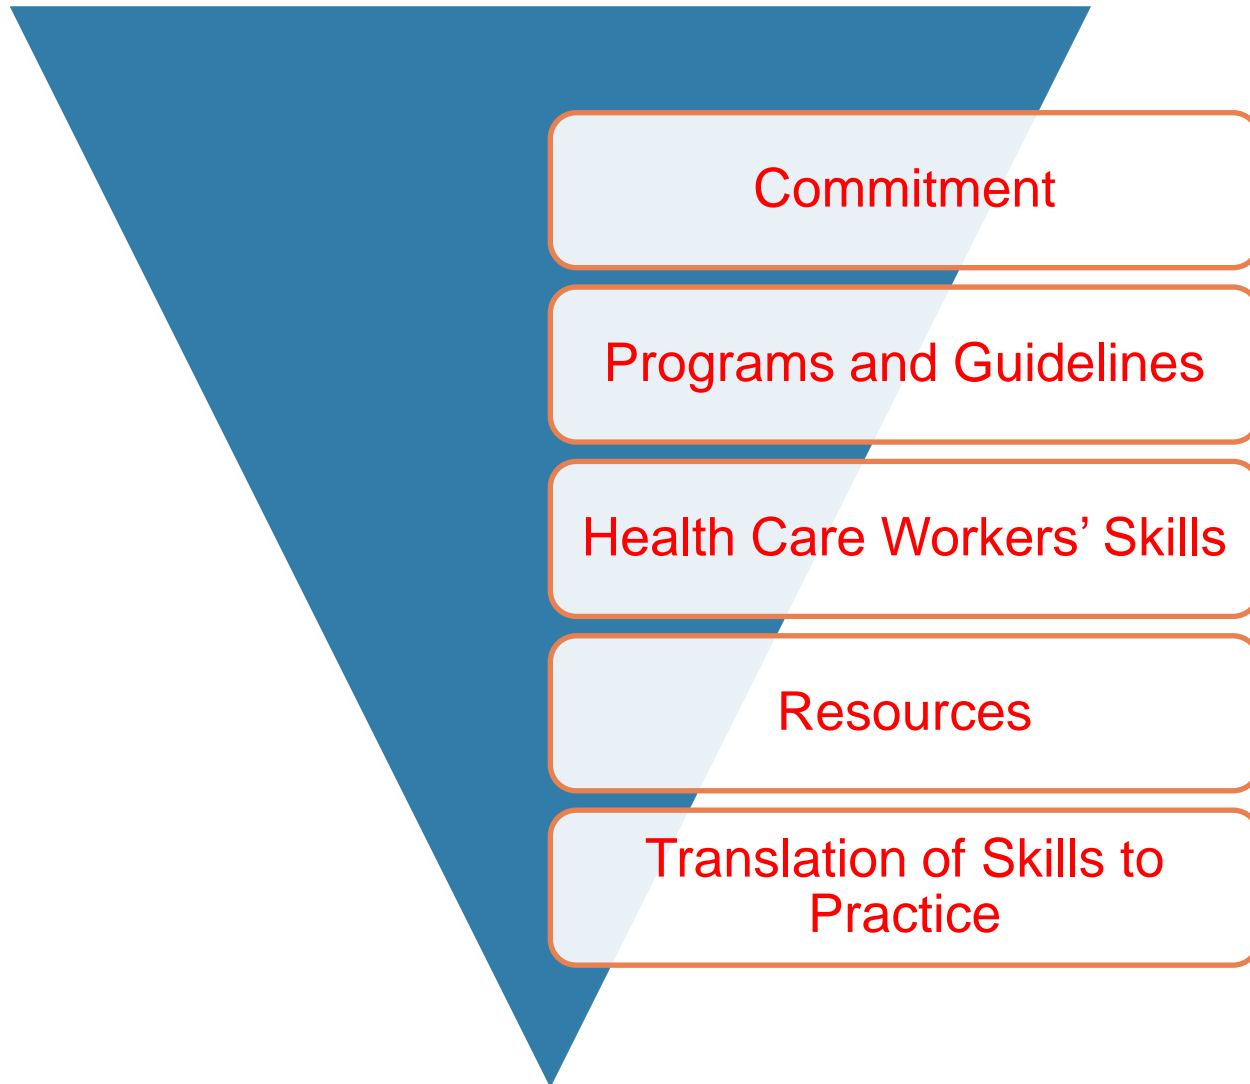 Commitment
Programs and Guidelines
Health Care Workers’ Skills
Resources
Translation of Skills to
Practice